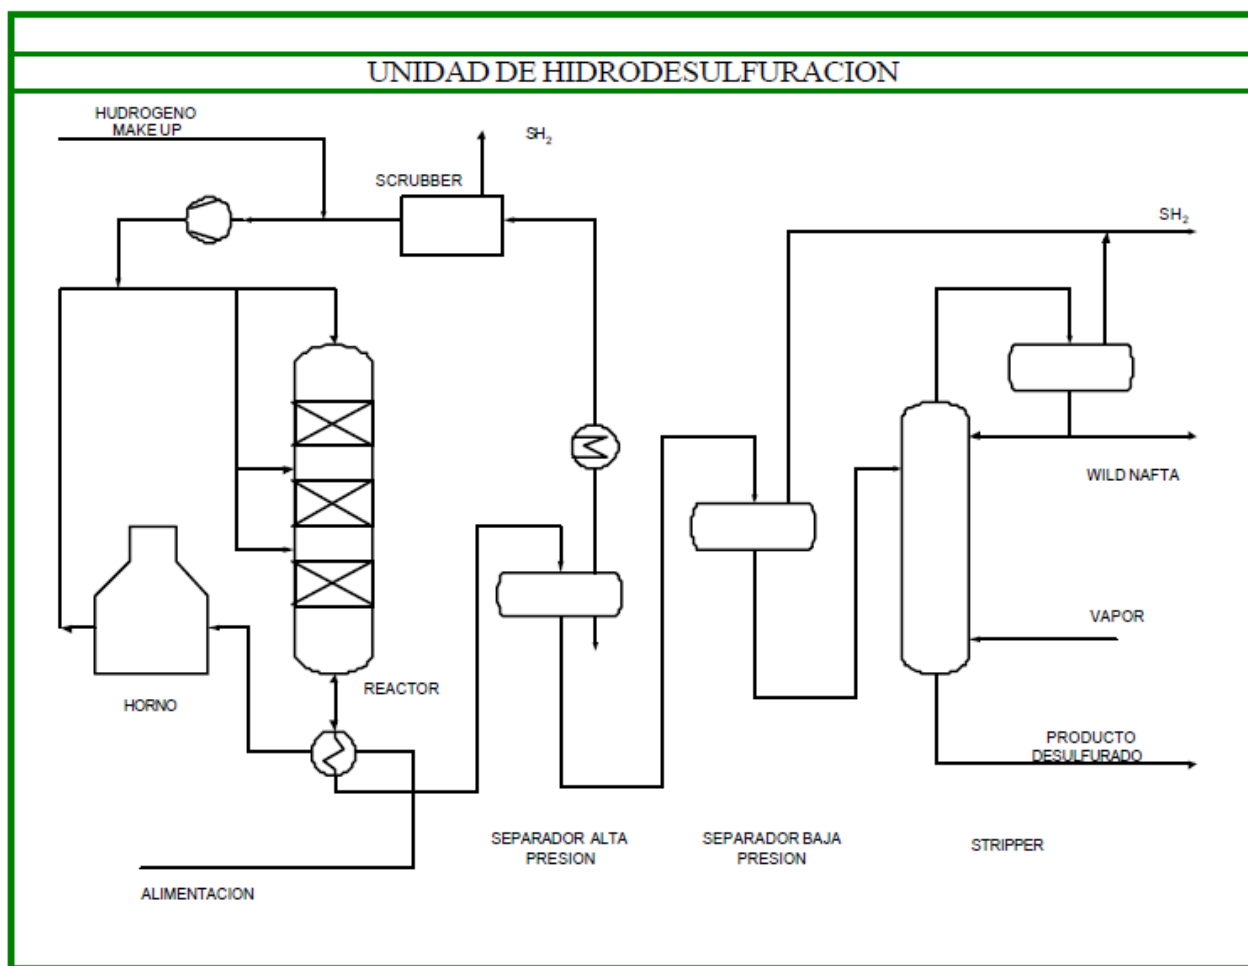 UNIDAD DE HIDRODESULFURACION
HUDROGENO
MAKE UP
SH2
SCRUBBER
SH2
WILD NAFTA
VAPOR
REACTOR
HORNO
PRODUCTO
DESULFURADO
SEPARADOR ALTA
PRESION
SEPARADOR BAJA
PRESION
STRIPPER
ALIMENTACION